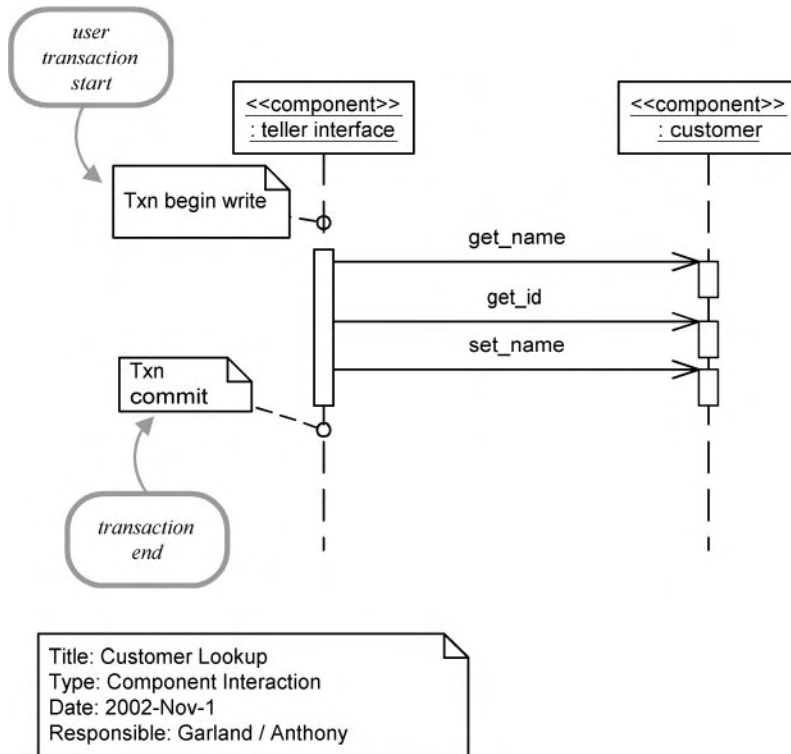 user
transaction
start
<<component>>
: teller interface
<<component>>
: customer
Txn begin write
get_name
get_id
set_name
Txn
commit
transaction
end
Title: Customer Lookup
Type: Component Interaction
Date: 2002-Nov-1
Responsible: Garland / Anthony